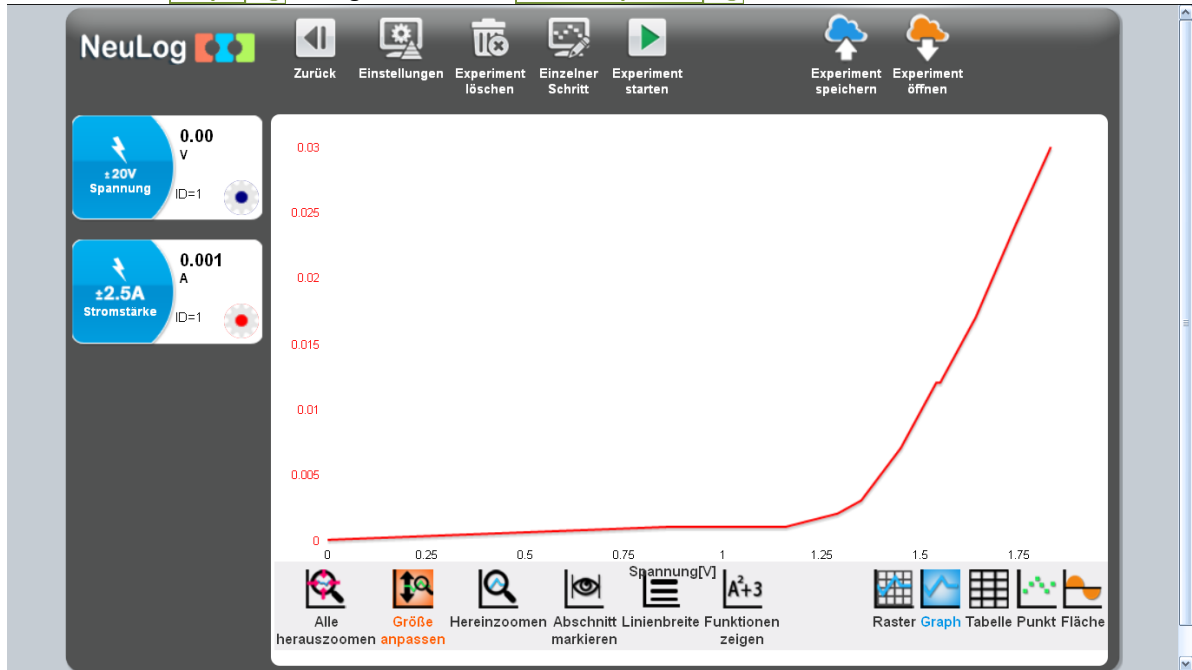 NeuLog
Zurück
Einstellungen
Experiment
löschen
Einzelner
Schritt
Experiment
starten
Experiment
speichern
Experiment
öffnen
±20V
Spannung
0.00
V
ID=1
±2.5A
Stromstärke
0.001
A
ID=1
0.03
0.025
0.02
0.015
0.01
0.005
0
0 0.25 0.5 0.75 1 1.25 1.5 1.75
Spannung[V]
A²+3
Alle
herauszoomen
Größe
anpassen
Hereinzoomen
Abschnitt
markieren
Linienbreite
Funktionen
zeigen
Raster
Graph
Tabelle
Punkt
Fläche